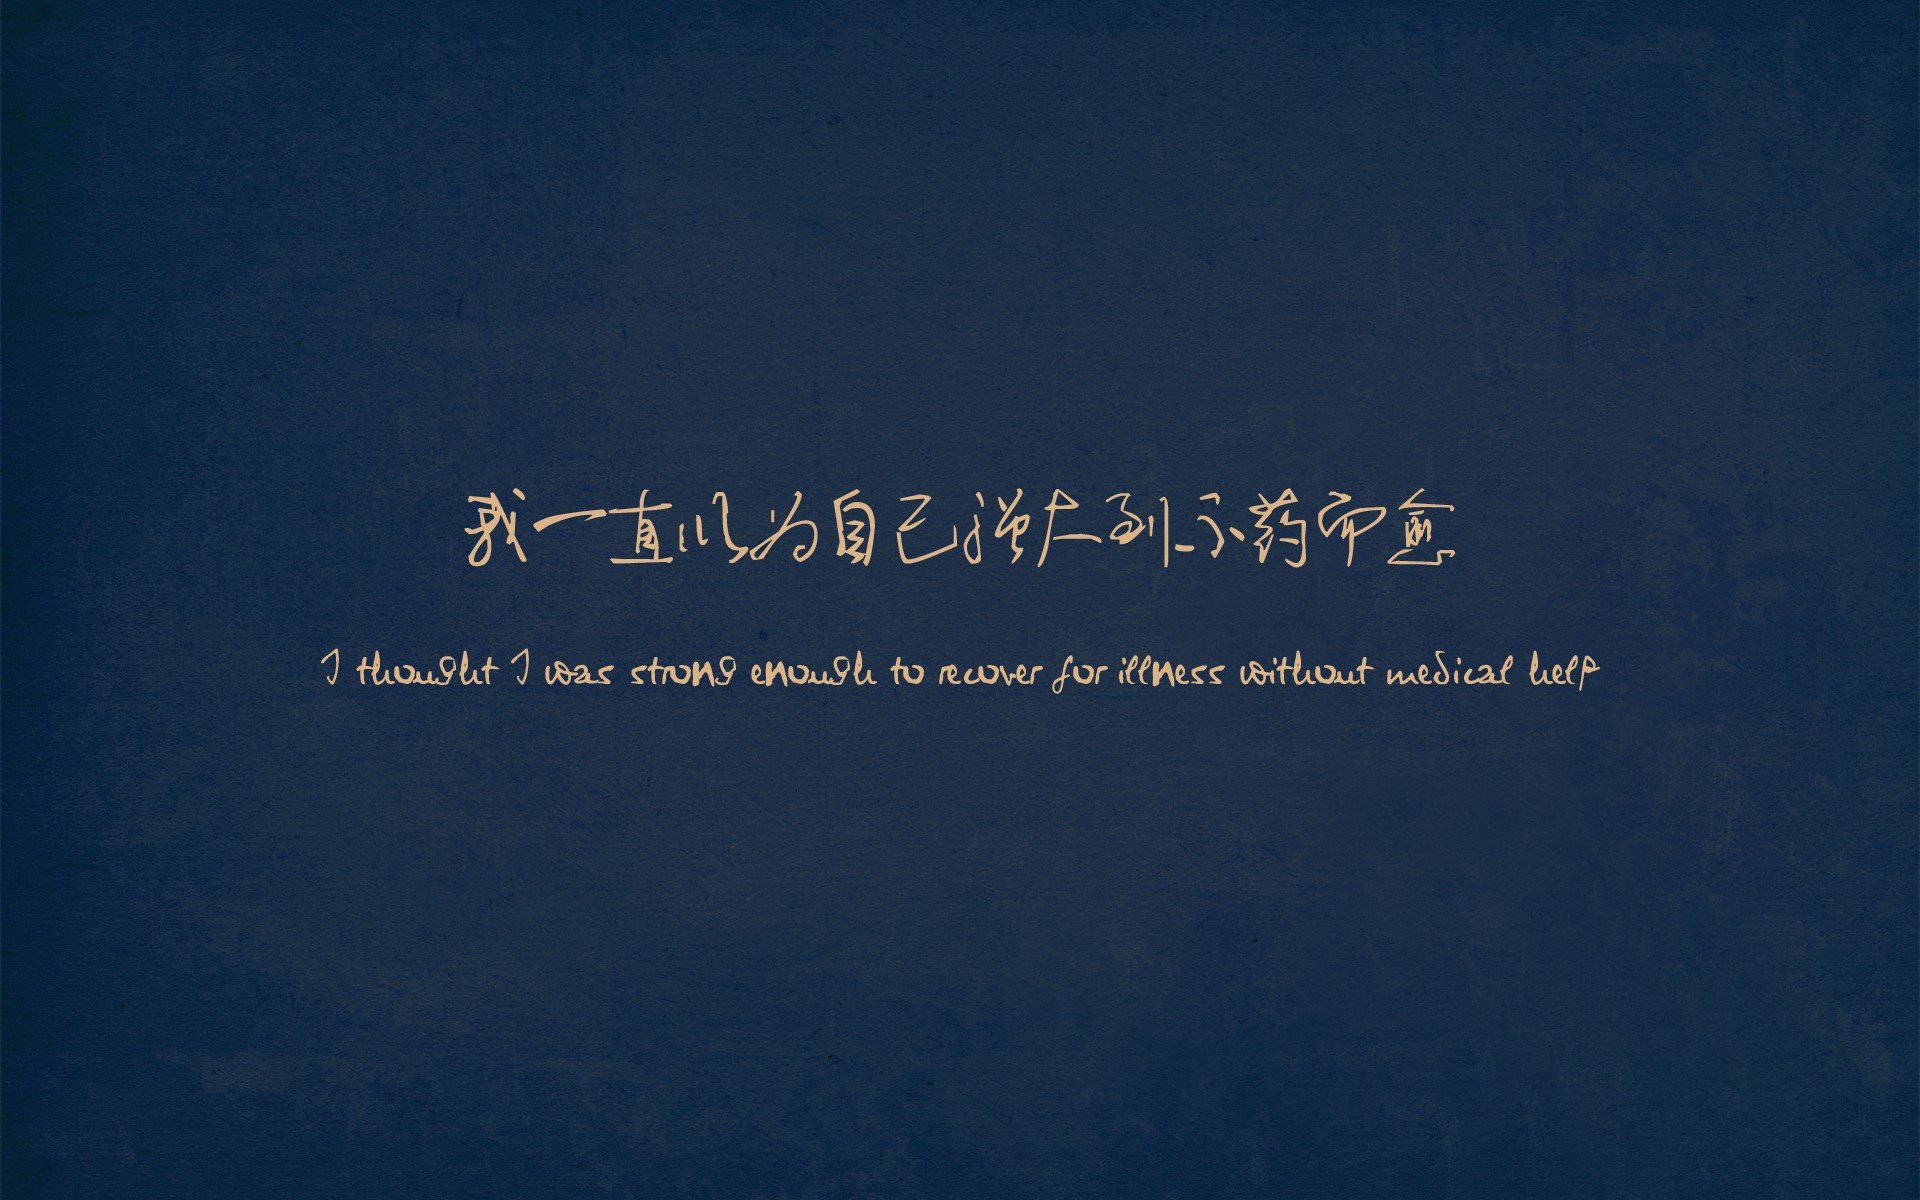 我一直以为自己强大到不药而愈
I thought I was strong enough to recover for illness without medical help